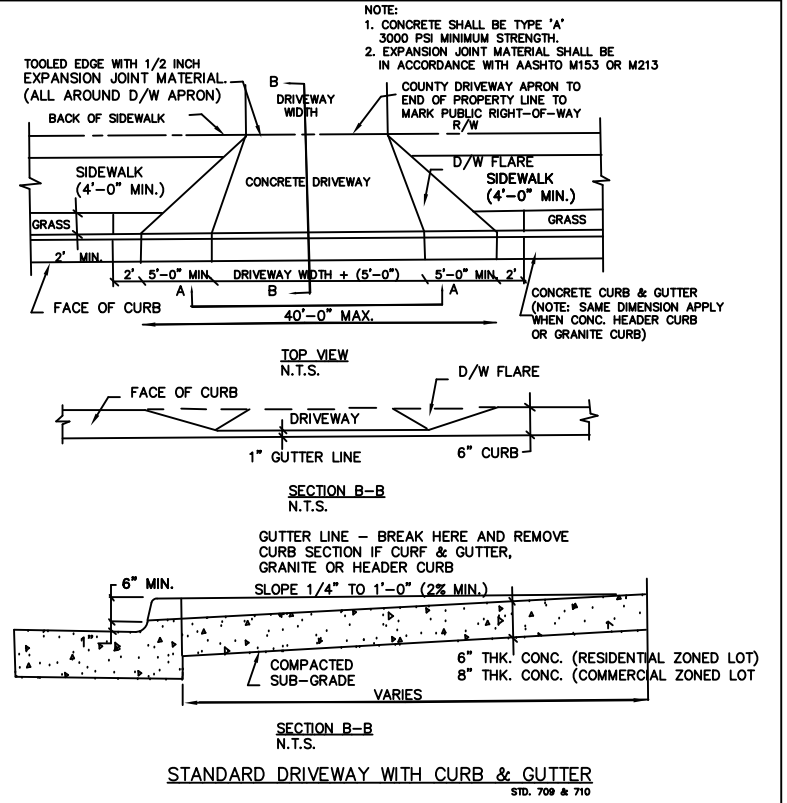 NOTE:
1. CONCRETE SHALL BE TYPE 'A'
3000 PSI MINIMUM STRENGTH.
2. EXPANSION JOINT MATERIAL SHALL BE
IN ACCORDANCE WITH AASHTO M153 OR M213
TOOLED EDGE WITH 1/2 INCH
EXPANSION JOINT MATERIAL.
(ALL AROUND D/W APRON)
B
DRIVEWAY
WIDTH
COUNTY DRIVEWAY APRON TO
END OF PROPERTY LINE TO
MARK PUBLIC RIGHT-OF-WAY
R/W
BACK OF SIDEWALK
SIDEWALK
(4'-0" MIN.)
CONCRETE DRIVEWAY
D/W FLARE
SIDEWALK
(4'-0" MIN.)
GRASS
GRASS
2' MIN.
2' 5'-0" MIN. DRIVEWAY WIDTH + (5'-0") 5'-0" MIN. 2'
A B A
FACE OF CURB
40'-0" MAX.
CONCRETE CURB & GUTTER
(NOTE: SAME DIMENSION APPLY
WHEN CONC. HEADER CURB
OR GRANITE CURB)
TOP VIEW
N.T.S.
FACE OF CURB
D/W FLARE
DRIVEWAY
1" GUTTER LINE
6" CURB
SECTION B-B
N.T.S.
GUTTER LINE - BREAK HERE AND REMOVE
CURB SECTION IF CURF & GUTTER,
GRANITE OR HEADER CURB
6" MIN.
SLOPE 1/4" TO 1'-0" (2% MIN.)
1"
COMPACTED
SUB-GRADE
6" THK. CONC. (RESIDENTIAL ZONED LOT)
8" THK. CONC. (COMMERCIAL ZONED LOT
VARIES
SECTION B-B
N.T.S.
STANDARD DRIVEWAY WITH CURB & GUTTER
STD. 709 & 710